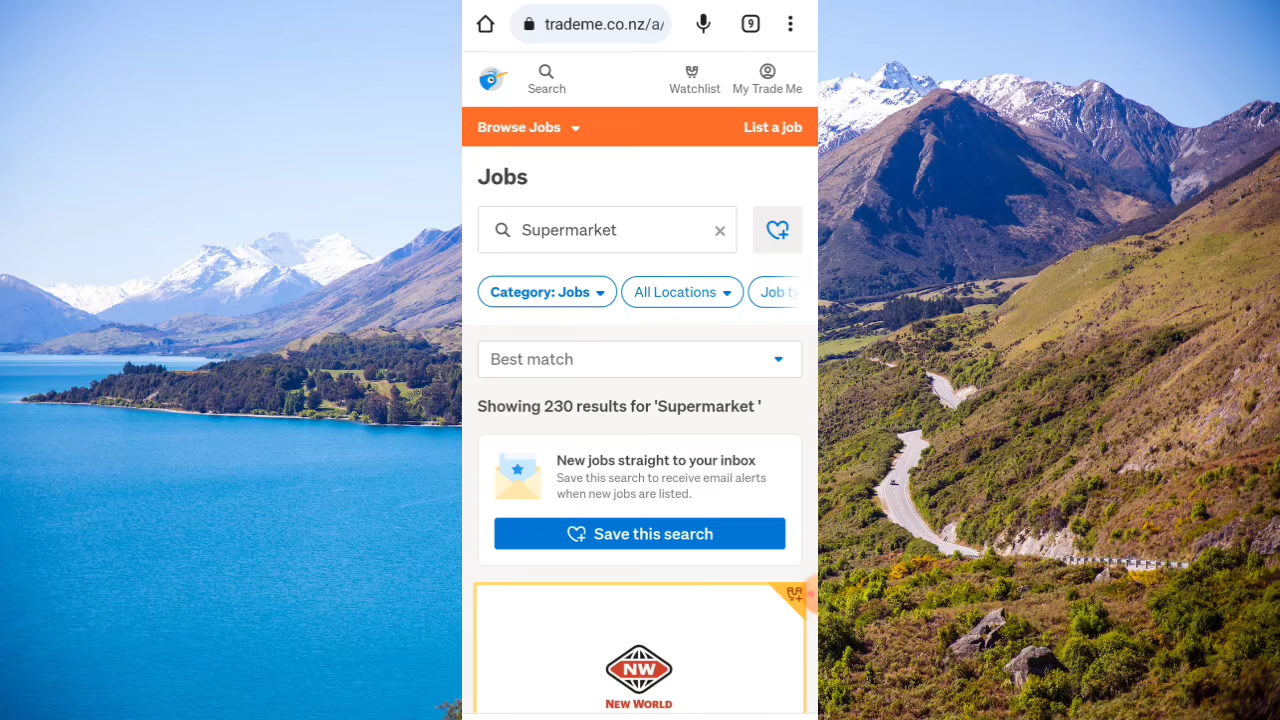 trademe.co.nz/a/
9
Search
Watchlist
My Trade Me
Browse Jobs
List a job
Jobs
Supermarket
Category: Jobs
All Locations
Job ty
Best match
Showing 230 results for 'Supermarket '
New jobs straight to your inbox
Save this search to receive email alerts
when new jobs are listed.
Save this search
NW
NEW WORLD